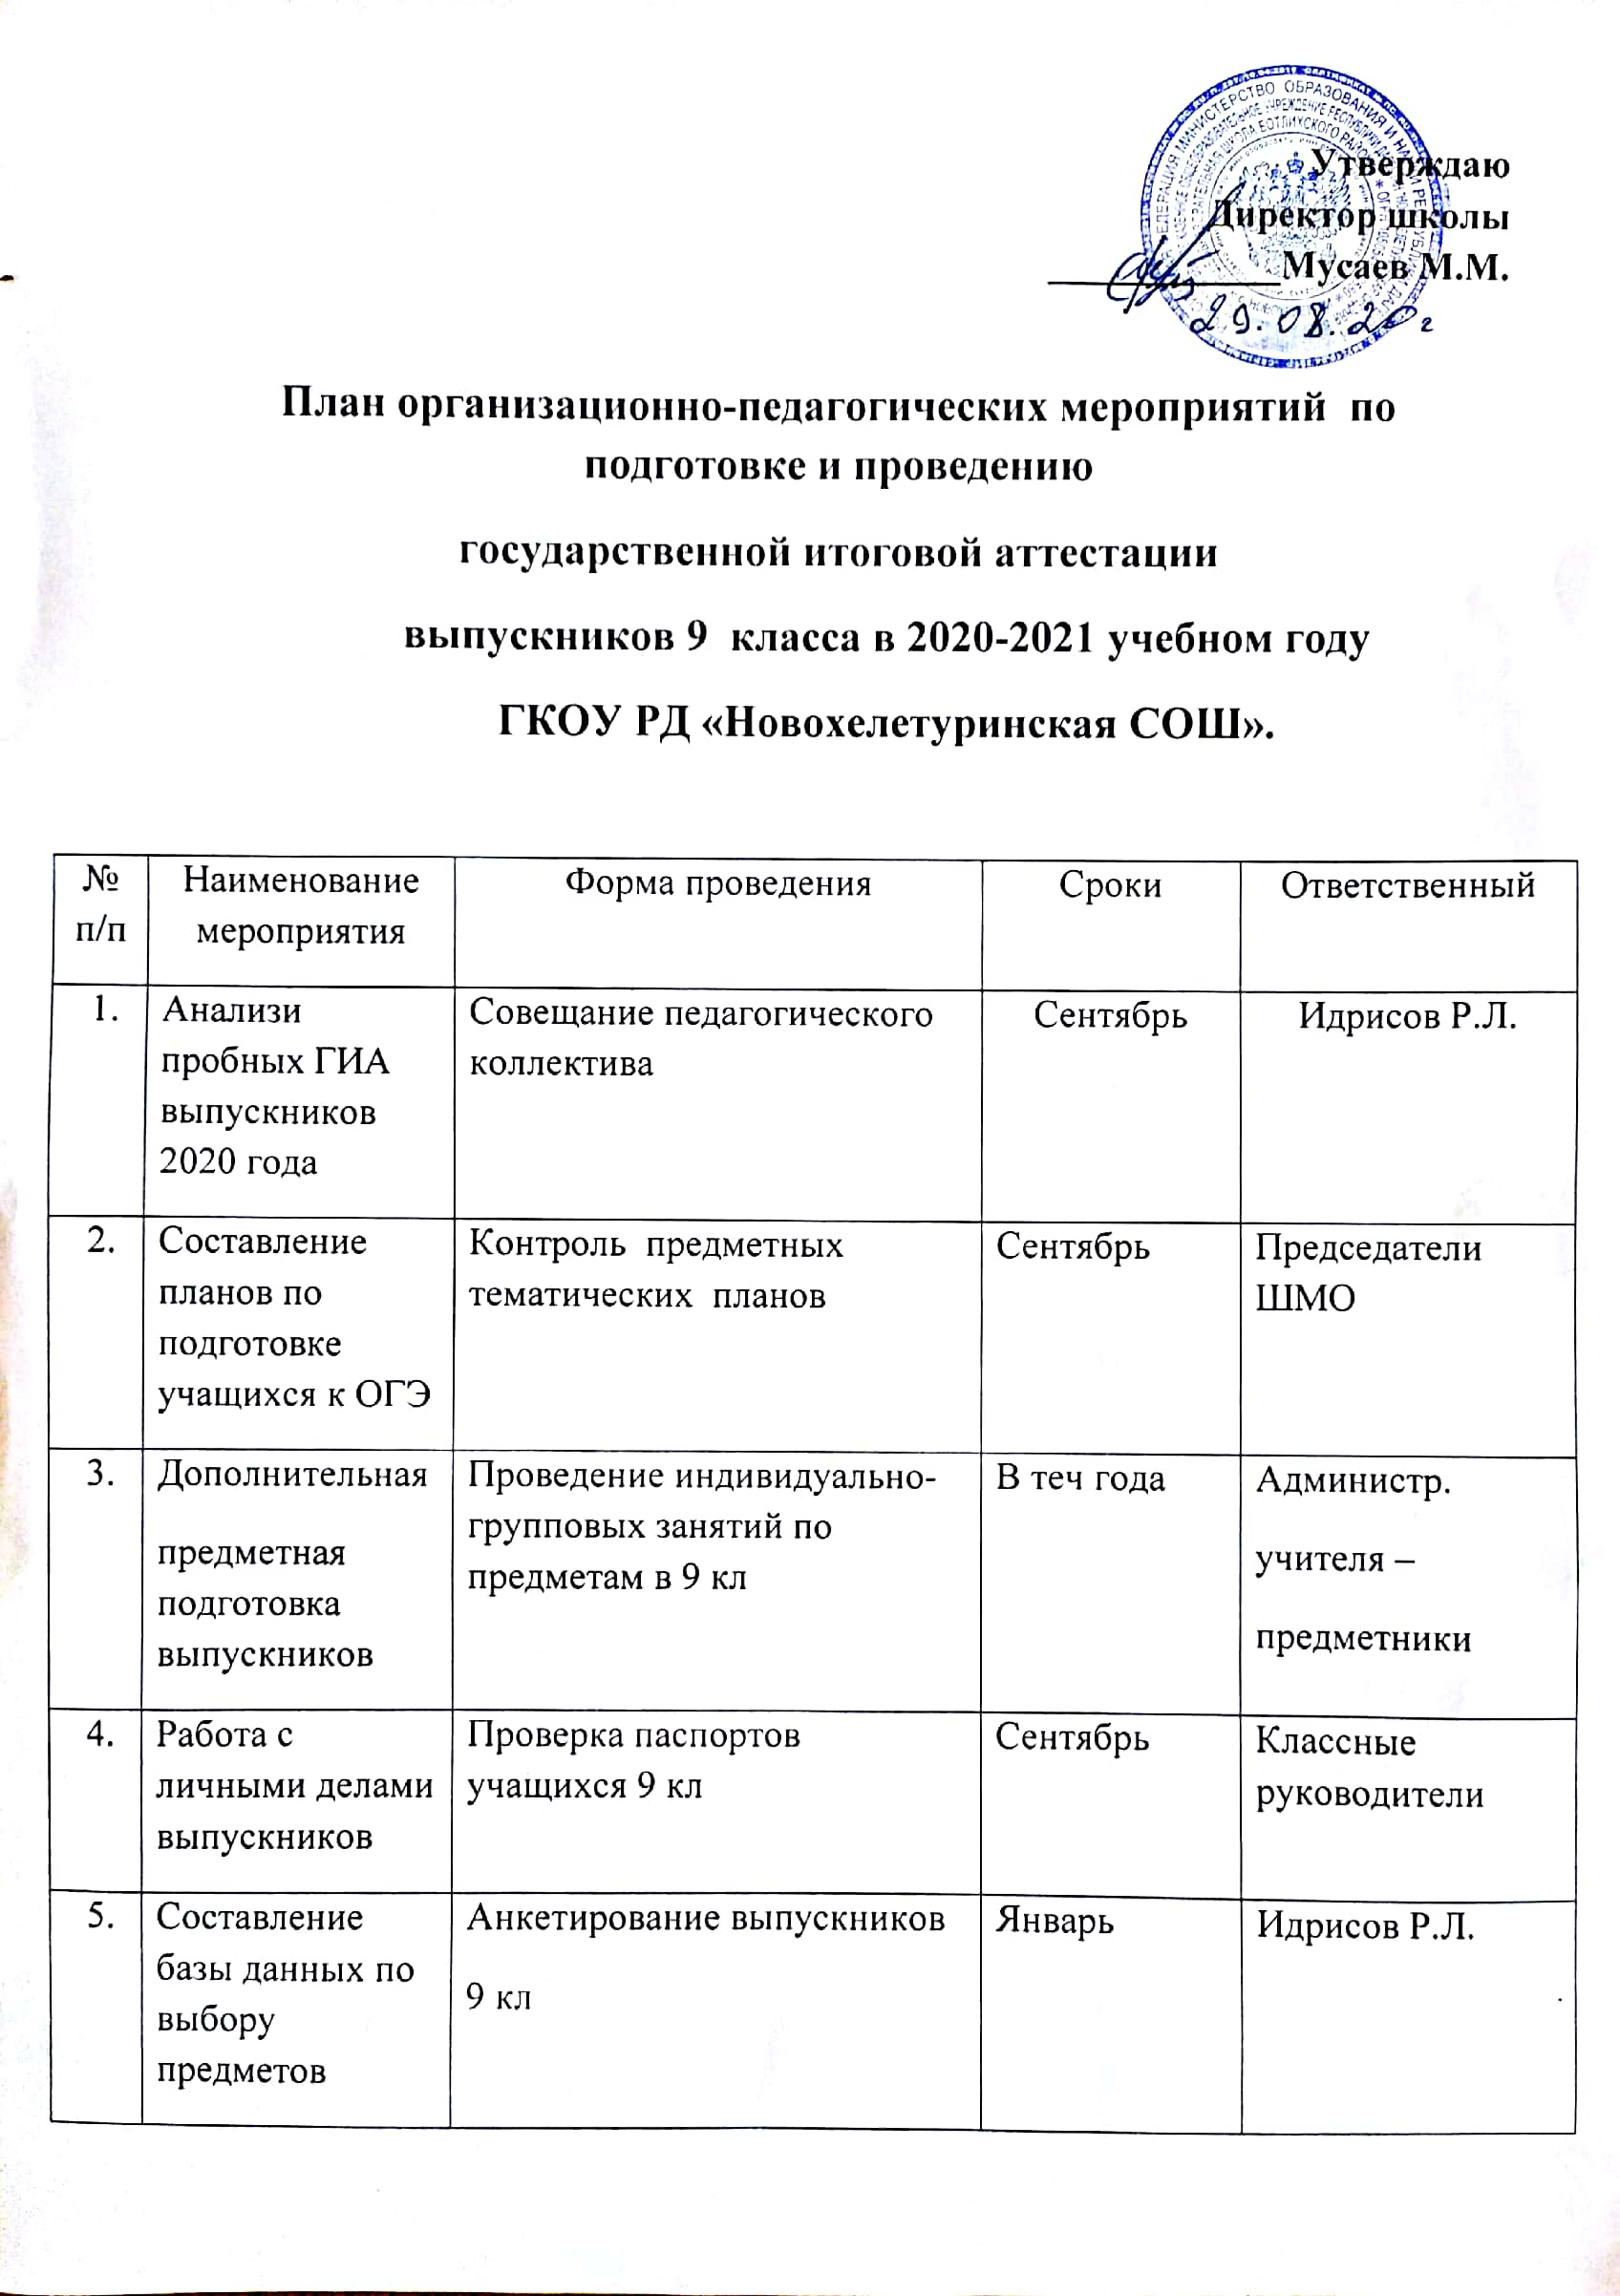 Утверждаю
Директор школы
Мусаев М.М.
29.08.20 г
План организационно-педагогических мероприятий по
подготовке и проведению
государственной итоговой аттестации
выпускников 9 класса в 2020-2021 учебном году
ГКОУ РД «Новохелетуринская СОШ».
№ п/п
Наименование
мероприятия
Форма проведения
Сроки
Ответственный
1.
Анализи
пробных ГИА
выпускников
2020 года
Совещание педагогического
коллектива
Сентябрь
Идрисов Р.Л.
2.
Составление
планов по
подготовке
учащихся к ОГЭ
Контроль предметных
тематических планов
Сентябрь
Председатели
ШМО
3.
Дополнительная
предметная
подготовка
выпускников
Проведение индивидуально-
групповых занятий по
предметам в 9 кл
В теч года
Администр.
учителя –
предметники
4.
Работа с
личными делами
выпускников
Проверка паспортов
учащихся 9 кл
Сентябрь
Классные
руководители
5.
Составление
базы данных по
выбору
предметов
Анкетирование выпускников
9 кл
Январь
Идрисов Р.Л.
МИНИСТЕРСТВО ОБРАЗОВАНИЯ И